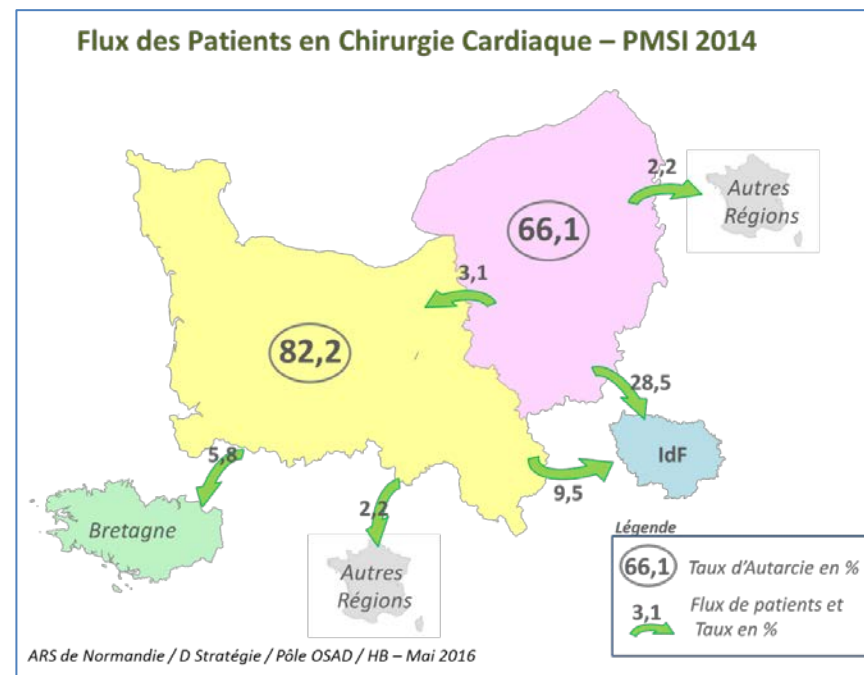 Flux des Patients en Chirurgie Cardiaque – PMSI 2014
2,2
Autres
Régions
66,1
3,1
82,2
28,5
IdF
9,5
5,8
Bretagne
2,2
Autres
Régions
Légende
66,1 Taux d'Autarcie en %
3,1 Flux de patients et
Taux en %
ARS de Normandie / D Stratégie / Pôle OSAD / HB – Mai 2016